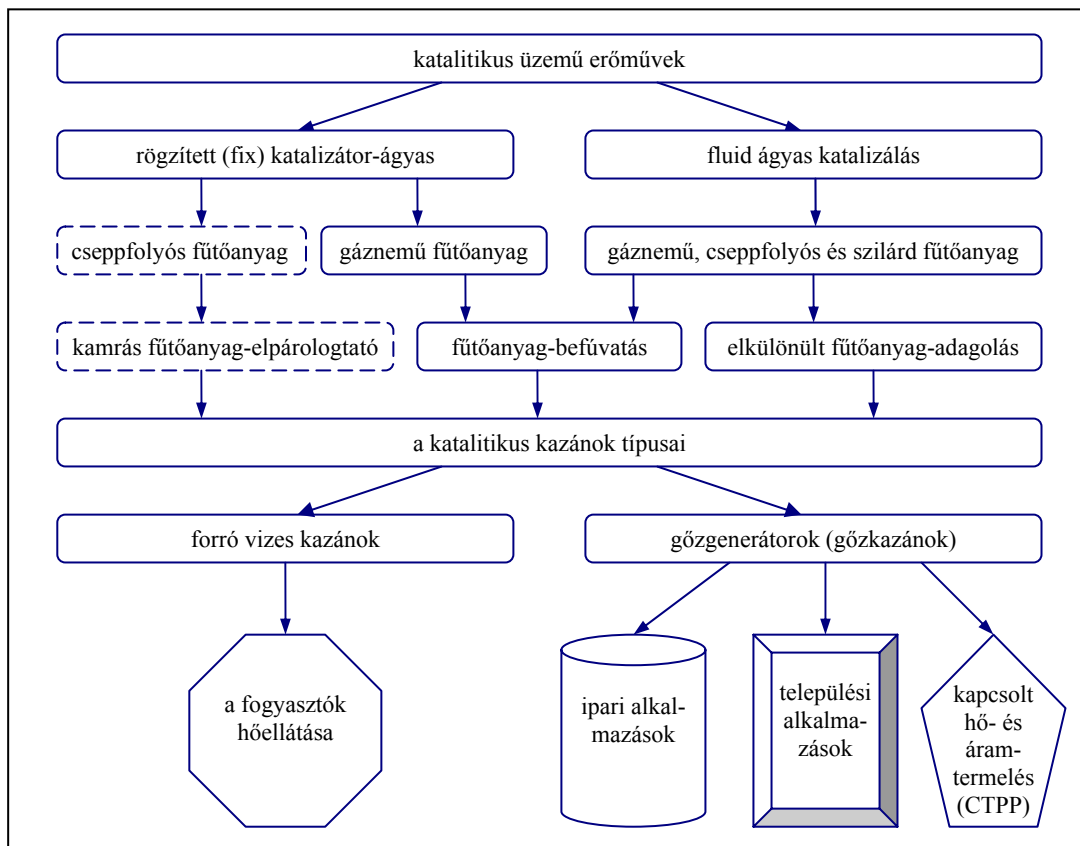 katalitikus üzemű erőművek
rögzített (fix) katalizátor-ágyas
fluid ágyas katalizálás
cseppfolyós fűtőanyag
gáznemű fűtőanyag
gáznemű, cseppfolyós és szilárd fűtőanyag
kamrás fűtőanyag-elpárologtató
fűtőanyag-befúvatás
elkülönült fűtőanyag-adagolás
a katalitikus kazánok típusai
forró vizes kazánok
gőzgenerátorok (gőzkazánok)
a fogyasztók
hőellátása
ipari alkal-
mazások
települési
alkalma-
zások
kapcsolt
hő- és
áram-
termelés
(CTPP)